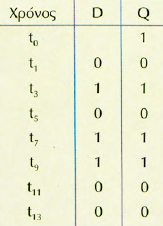 Χρόνος D Q
t₀ 1
t₁ 0 0
t₃ 1 1
t₅ 0 0
t₇ 1 1
t₉ 1 1
t₁₁ 0 0
t₁₃ 0 0